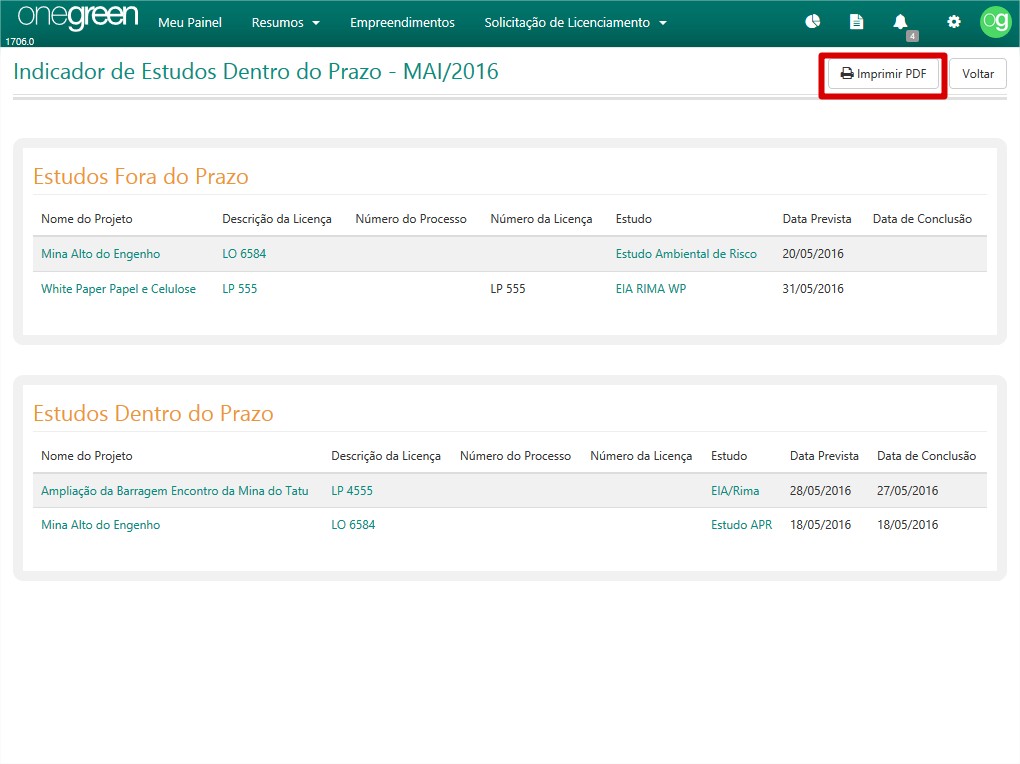 onegreen Meu Painel Resumos Empreendimentos Solicitação de Licenciamento 4 og
1706.0
Indicador de Estudos Dentro do Prazo - MAI/2016 Imprimir PDF Voltar
Estudos Fora do Prazo
Nome do Projeto Descrição da Licença Número do Processo Número da Licença Estudo Data Prevista Data de Conclusão
Mina Alto do Engenho LO 6584 Estudo Ambiental de Risco 20/05/2016
White Paper Papel e Celulose LP 555 LP 555 EIA RIMA WP 31/05/2016
Estudos Dentro do Prazo
Nome do Projeto Descrição da Licença Número do Processo Número da Licença Estudo Data Prevista Data de Conclusão
Ampliação da Barragem Encontro da Mina do Tatu LP 4555 EIA/Rima 28/05/2016 27/05/2016
Mina Alto do Engenho LO 6584 Estudo APR 18/05/2016 18/05/2016